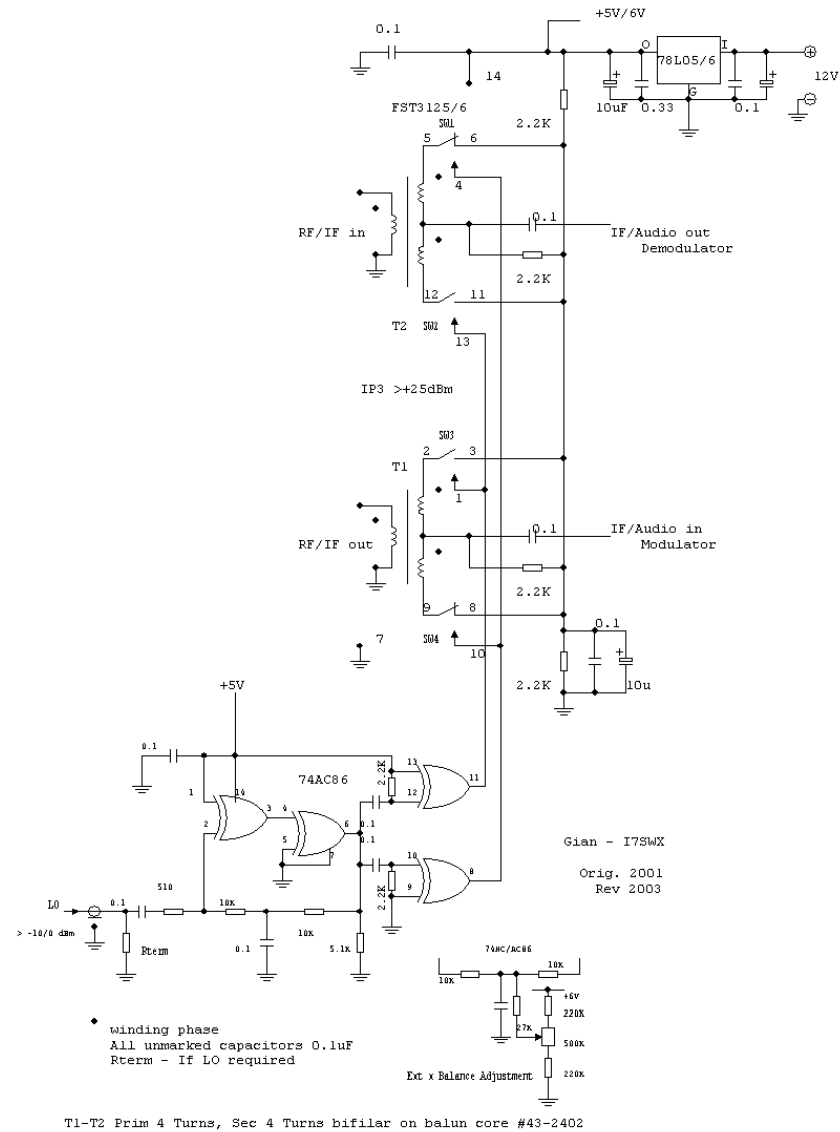 +5V/6V
0.1
O
I
78L05/6
14
12V
+
+
G
FST3125/6
10uF
0.33
0.1
2.2K
SW1
5
6
4
0.1
RF/IF in
IF/Audio out
Demodulator
2.2K
12
11
T2
SW2
13
IP3 >+25dBm
SW3
2
3
T1
1
0.1
IF/Audio in
RF/IF out
Modulator
2.2K
9
8
0.1
7
SW4
10
+
+5V
2.2K
10u
0.1
74AC86
2.2K
13
11
12
1
14
3
4
2
6
0.1
0.1
5
7
10
8
9
2.2K
Gian - I7SWX
Orig. 2001
Rev 2003
LO
0.1
510
10K
10K
> -10/0 dBm
Rterm
0.1
5.1K
74HC/AC86
10K
10K
+6V
220K
27K
500K
220K
Ext x Balance Adjustment
winding phase
All unmarked capacitors 0.1uF
Rterm - If LO required
T1-T2 Prim 4 Turns, Sec 4 Turns bifilar on balun core #43-2402